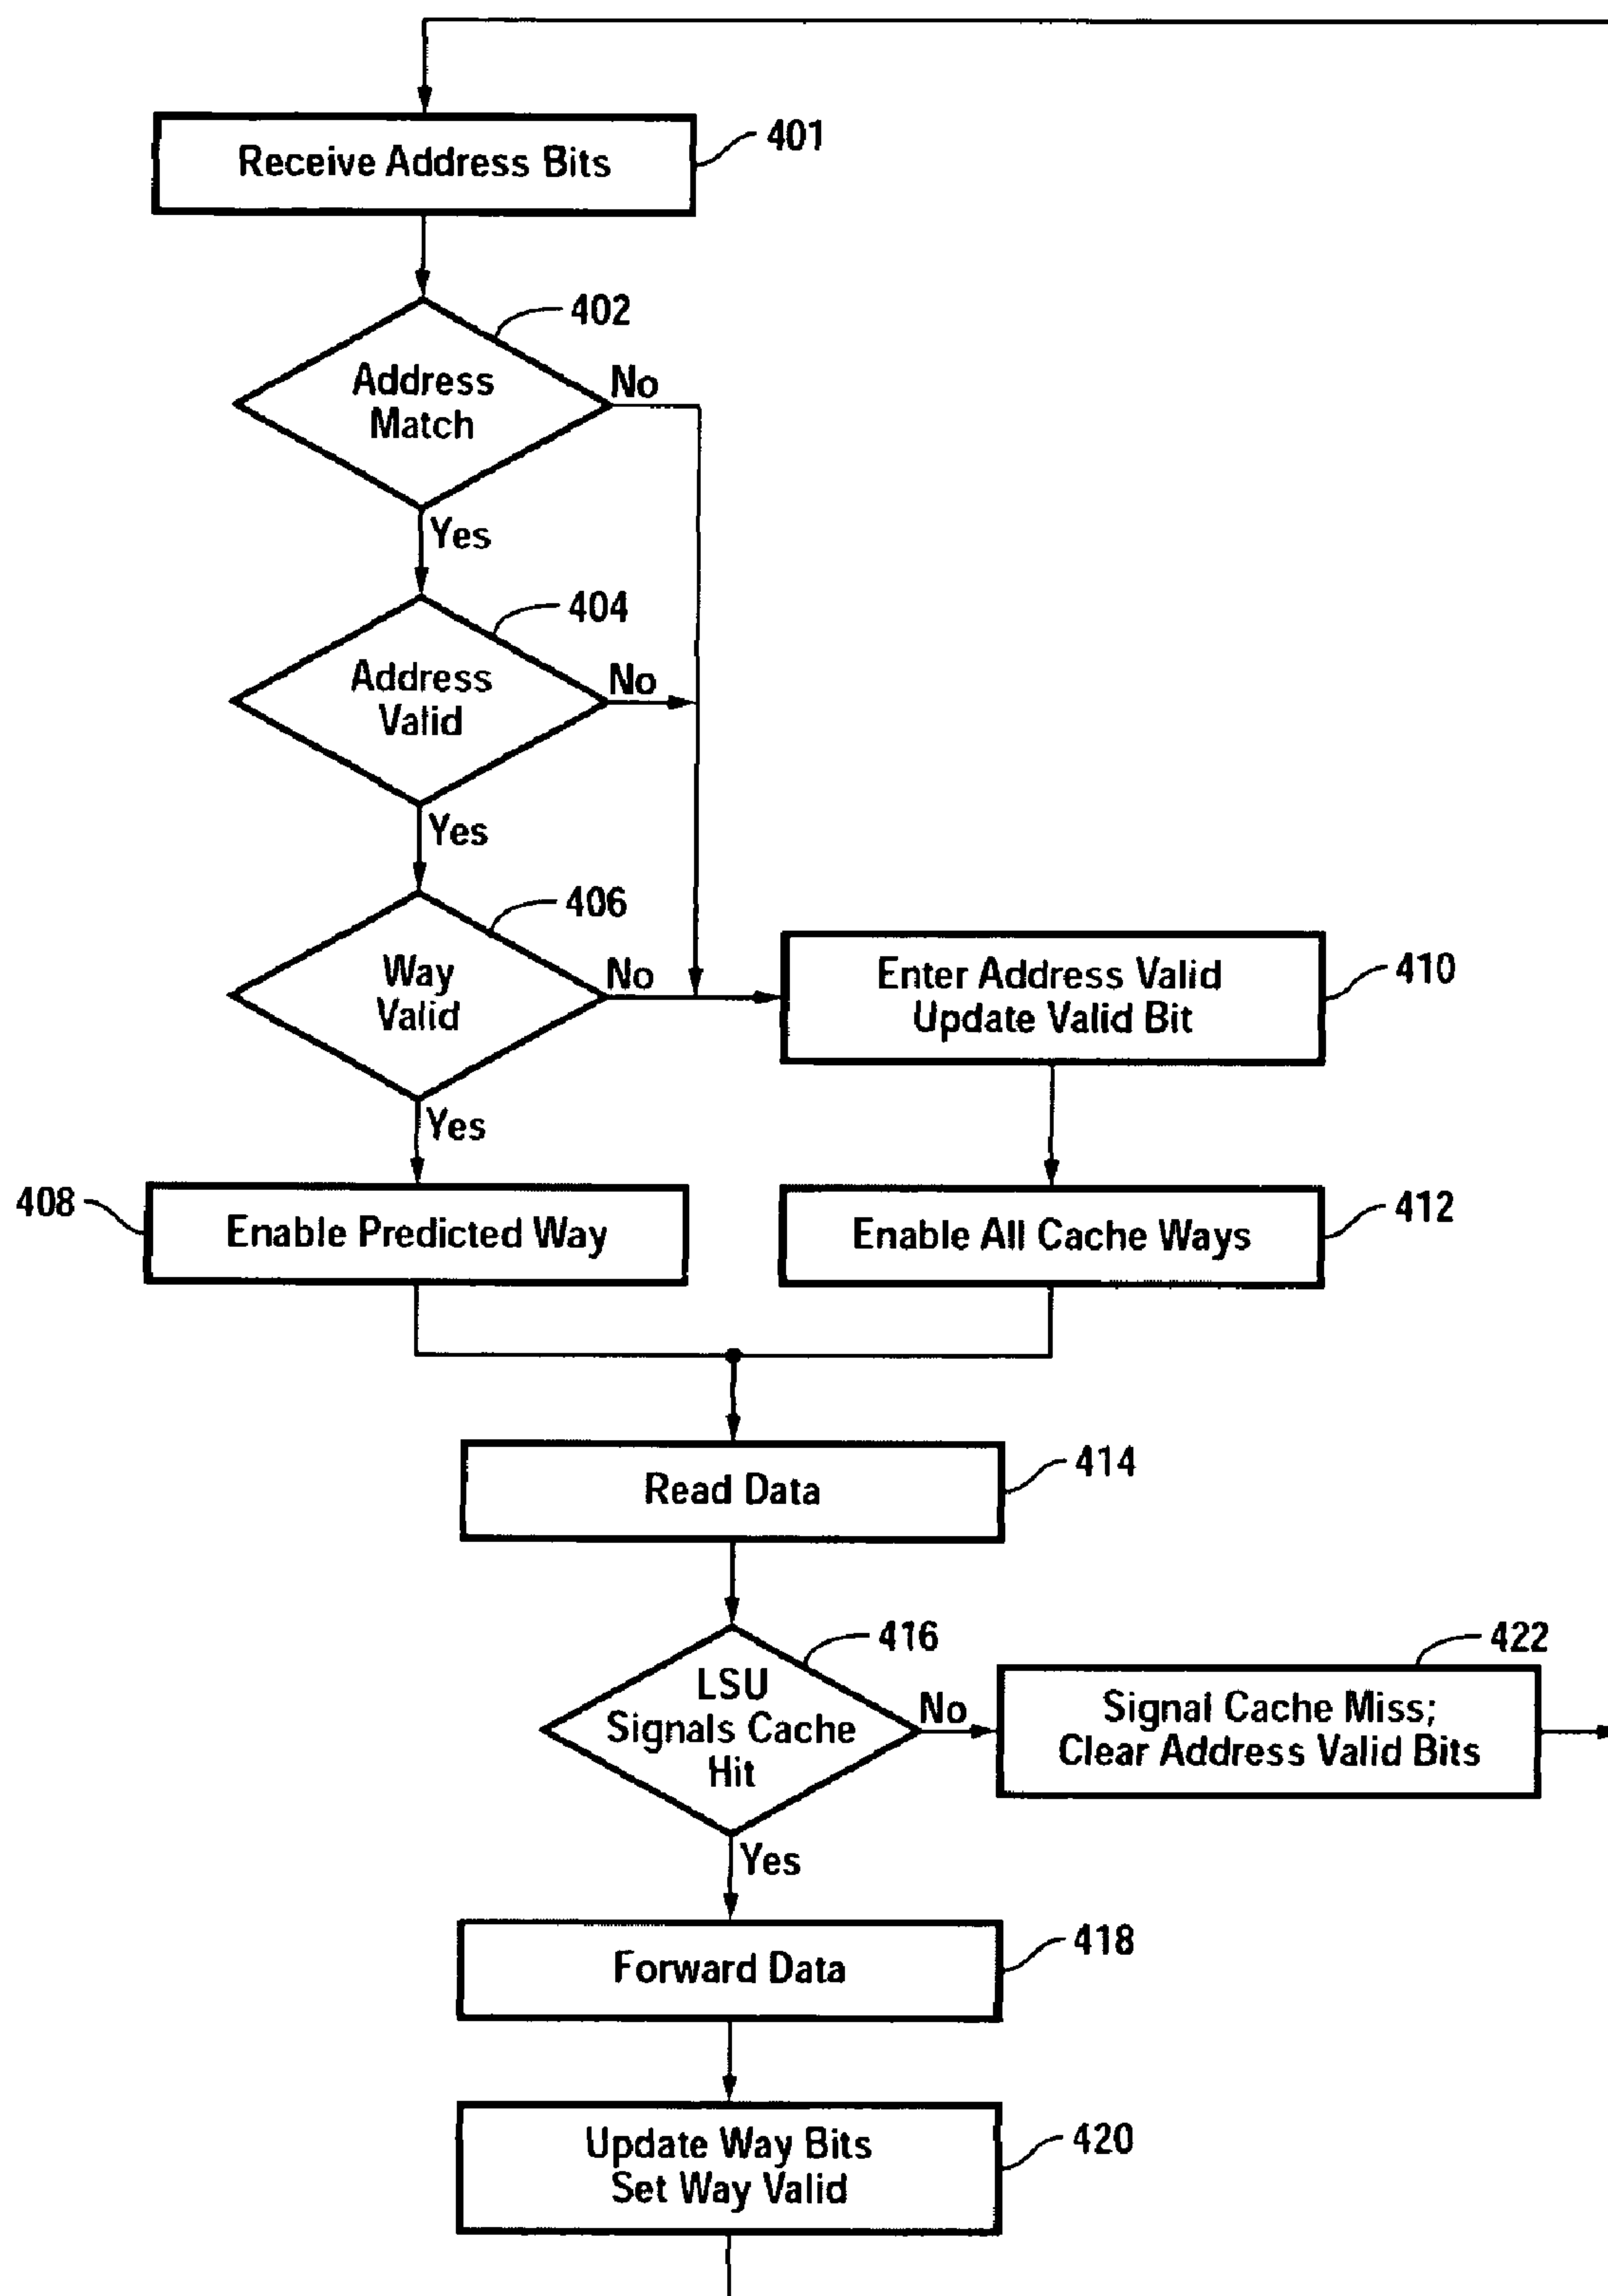 Receive Address Bits
401
402
Address
Match
No
Yes
404
Address
Valid
No
Yes
406
Way
Valid
No
Yes
Enter Address Valid
Update Valid Bit
410
408
Enable Predicted Way
Enable All Cache Ways
412
Read Data
414
416
LSU
Signals Cache
Hit
No
Yes
422
Signal Cache Miss;
Clear Address Valid Bits
Forward Data
418
Update Way Bits
Set Way Valid
420